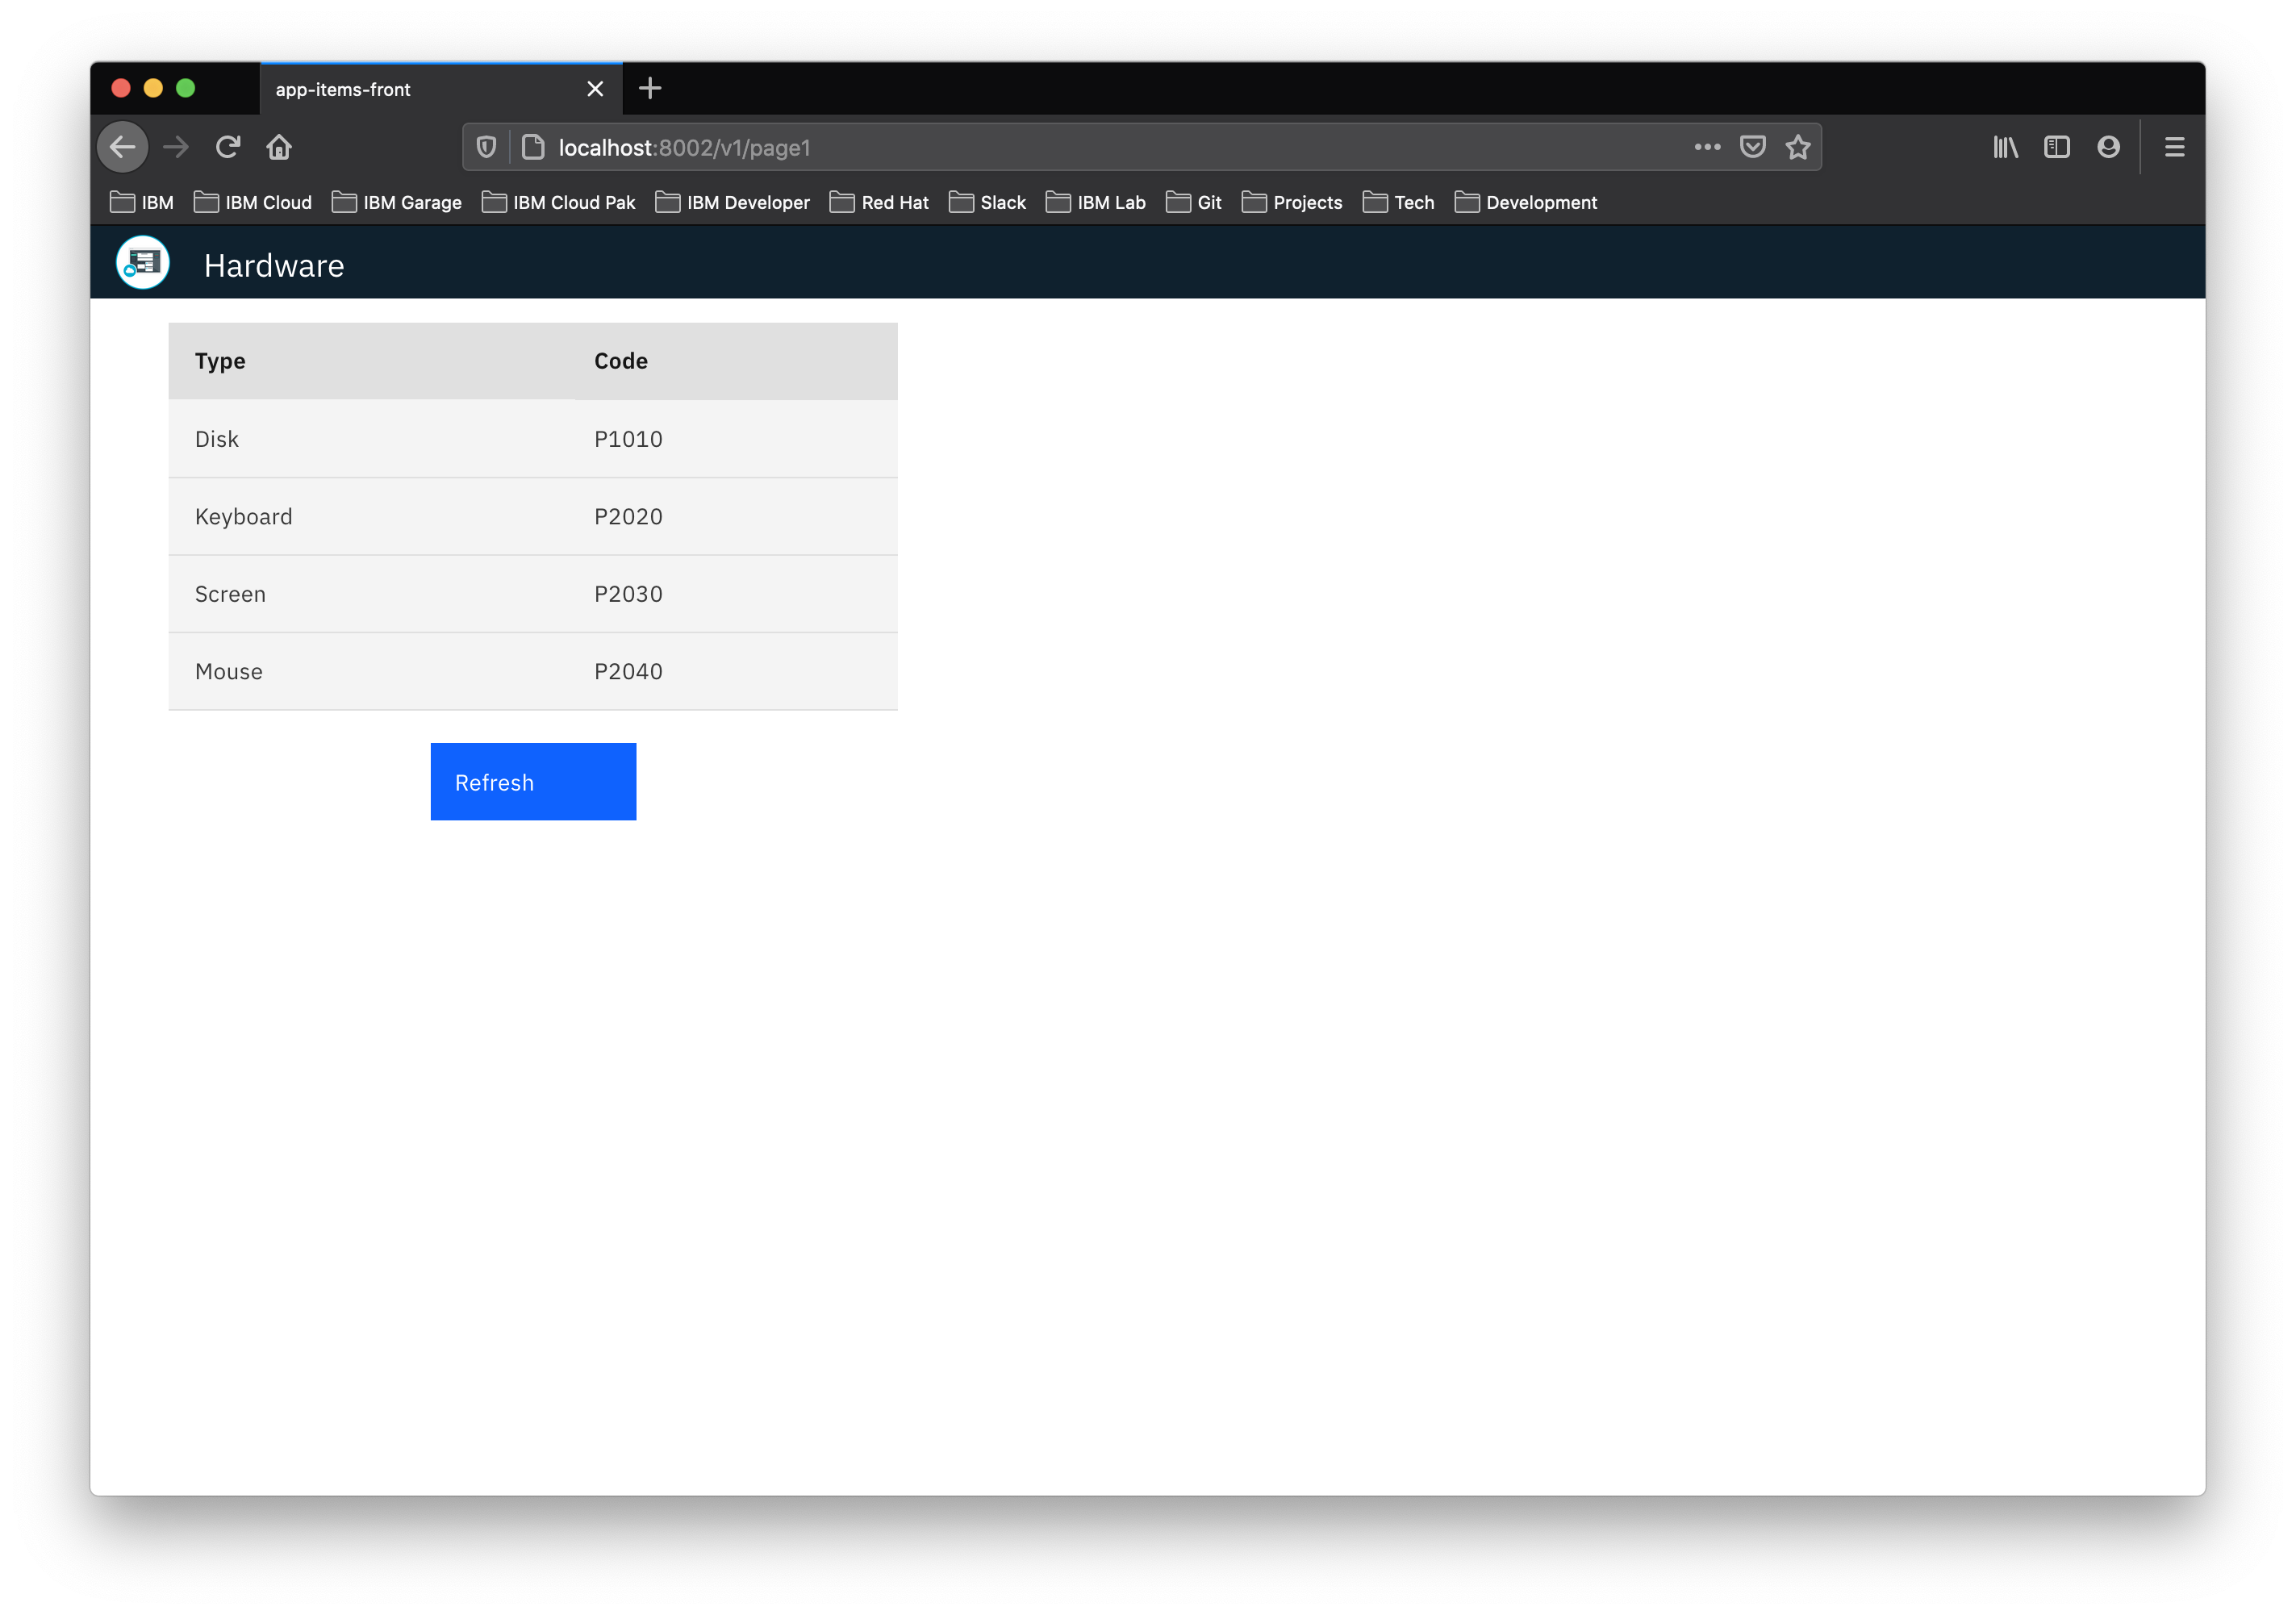 app-items-front
localhost:8002/v1/page1
IBM IBM Cloud IBM Garage IBM Cloud Pak IBM Developer Red Hat Slack IBM Lab Git Projects Tech Development
Hardware
Type Code
Disk P1010
Keyboard P2020
Screen P2030
Mouse P2040
Refresh